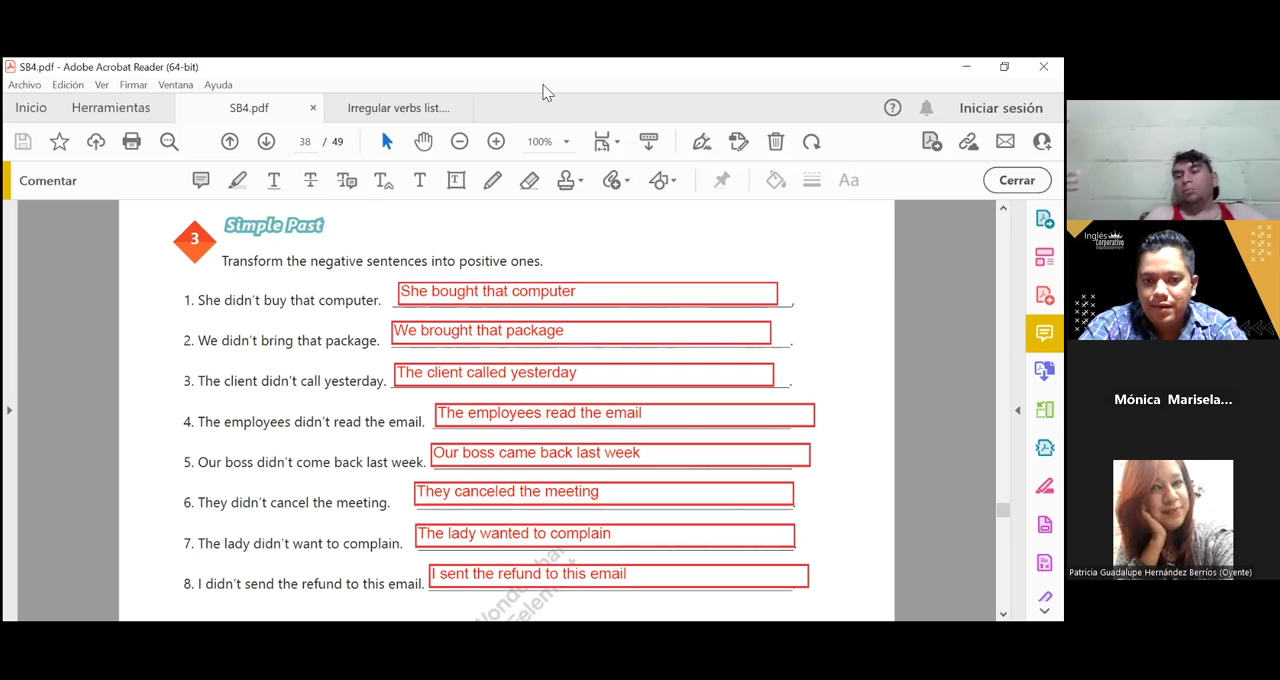 SB4.pdf - Adobe Acrobat Reader (64-bit)
Archivo Edición Ver Firmar Ventana Ayuda
Inicio Herramientas SB4.pdf × Irregular verbs list.... Iniciar sesión
38 / 49 100%
Comentar Cerrar
3 Simple Past
Transform the negative sentences into positive ones.
1. She didn't buy that computer. She bought that computer
2. We didn't bring that package. We brought that package.
3. The client didn't call yesterday. The client called yesterday.
4. The employees didn't read the email. The employees read the email
5. Our boss didn't come back last week. Our boss came back last week
6. They didn't cancel the meeting. They canceled the meeting
7. The lady didn't want to complain. The lady wanted to complain
8. I didn't send the refund to this email. I sent the refund to this email
Inglés
Corporativo
Mónica Marisela...
Patricia Guadalupe Hernández Berríos (Oyente)